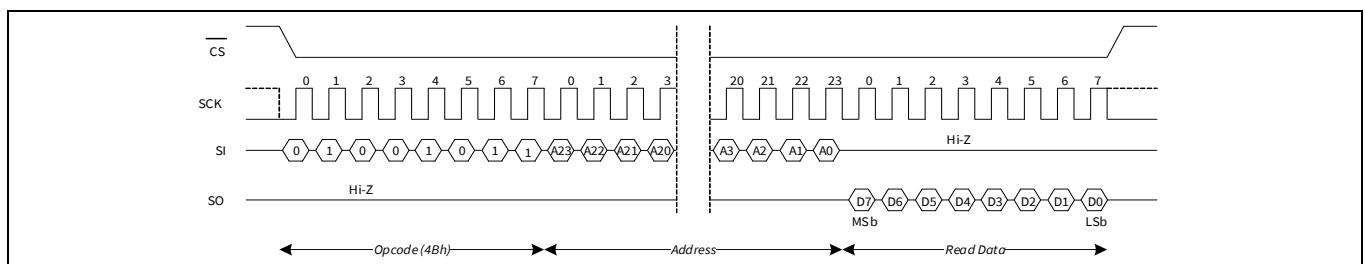 CS
0 1 2 3 4 5 6 7 0 1 2 3 20 21 22 23 0 1 2 3 4 5 6 7
SCK
Hi-Z
SI 0 1 0 0 1 0 1 1 A23 A22 A21 A20 A3 A2 A1 A0
Hi-Z
SO D7 D6 D5 D4 D3 D2 D1 D0
MSb LSb
Opcode (4Bh) Address Read Data